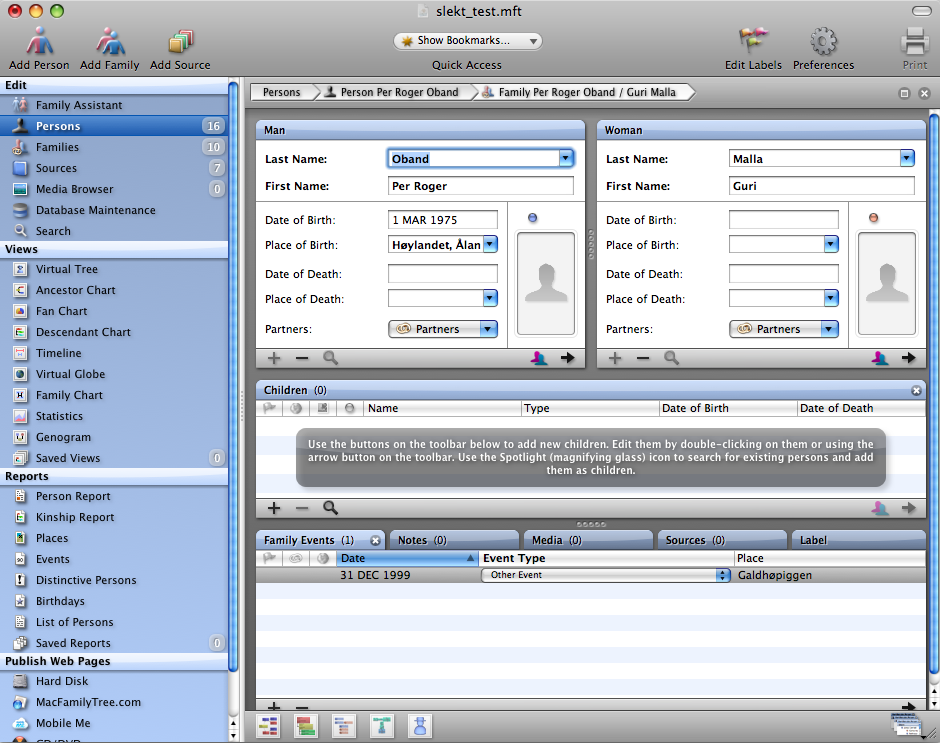 slekt_test.mft
Add Person Add Family Add Source
Show Bookmarks...
Quick Access
Edit Labels Preferences Print
Edit
Family Assistant
Persons 16
Families 10
Sources 7
Media Browser 0
Database Maintenance
Search
Views
Virtual Tree
Ancestor Chart
Fan Chart
Descendant Chart
Timeline
Virtual Globe
Family Chart
Statistics
Genogram
Saved Views 0
Reports
Person Report
Kinship Report
Places
Events
Distinctive Persons
Birthdays
List of Persons
Saved Reports 0
Publish Web Pages
Hard Disk
MacFamilyTree.com
Mobile Me
Persons Person Per Roger Oband Family Per Roger Oband / Guri Malla
Man
Last Name: Oband
First Name: Per Roger
Date of Birth: 1 MAR 1975
Place of Birth: Høylandet, Ålan
Date of Death:
Place of Death:
Partners: Partners
Woman
Last Name: Malla
First Name: Guri
Date of Birth:
Place of Birth:
Date of Death:
Place of Death:
Partners: Partners
Children (0)
Name Type Date of Birth Date of Death
Use the buttons on the toolbar below to add new children. Edit them by double-clicking on them or using the
arrow button on the toolbar. Use the Spotlight (magnifying glass) icon to search for existing persons and add
them as children.
Family Events (1) Notes (0) Media (0) Sources (0) Label
Date Event Type Place
31 DEC 1999 Other Event Galdhøpiggen